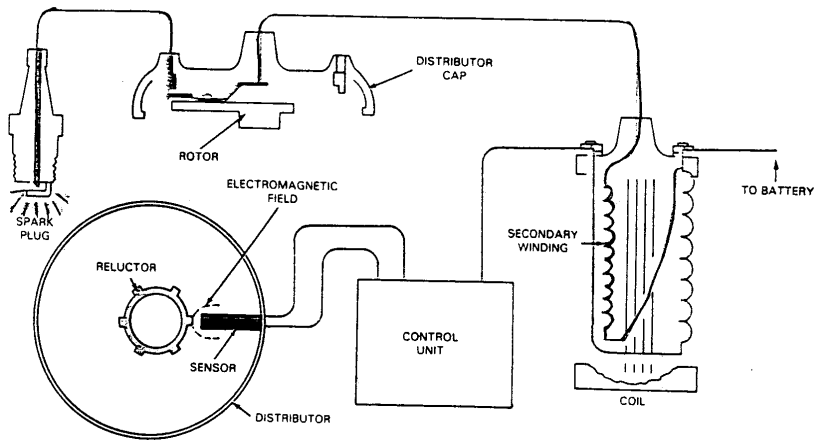 DISTRIBUTOR
CAP
ROTOR
TO BATTERY
ELECTROMAGNETIC
FIELD
SPARK
PLUG
SECONDARY
WINDING
RELUCTOR
CONTROL
UNIT
SENSOR
COIL
DISTRIBUTOR